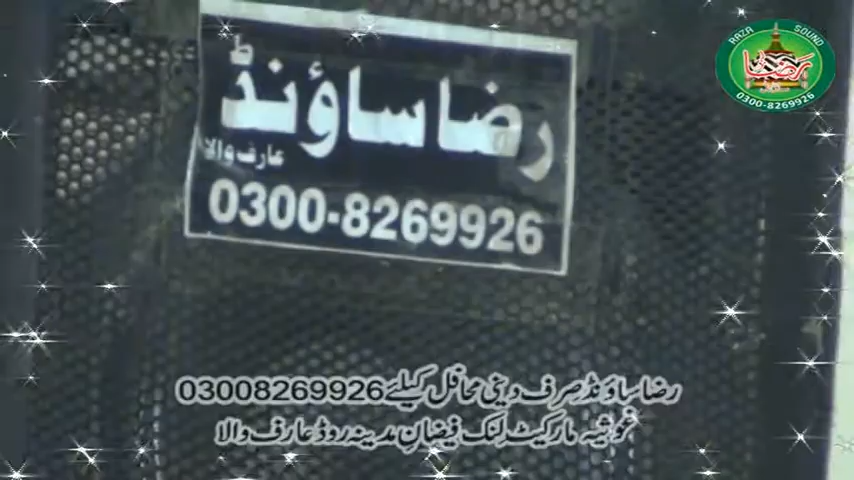 رضا ساؤنڈ
عارف والا
0300-8269926
RAZA SOUND
رضا
0300-8269926
رضا ساؤنڈ صرف دینی محافل کیلئے 03008269926
غوثیہ مارکیٹ لنک فیضان مدینہ روڈ عارف والا